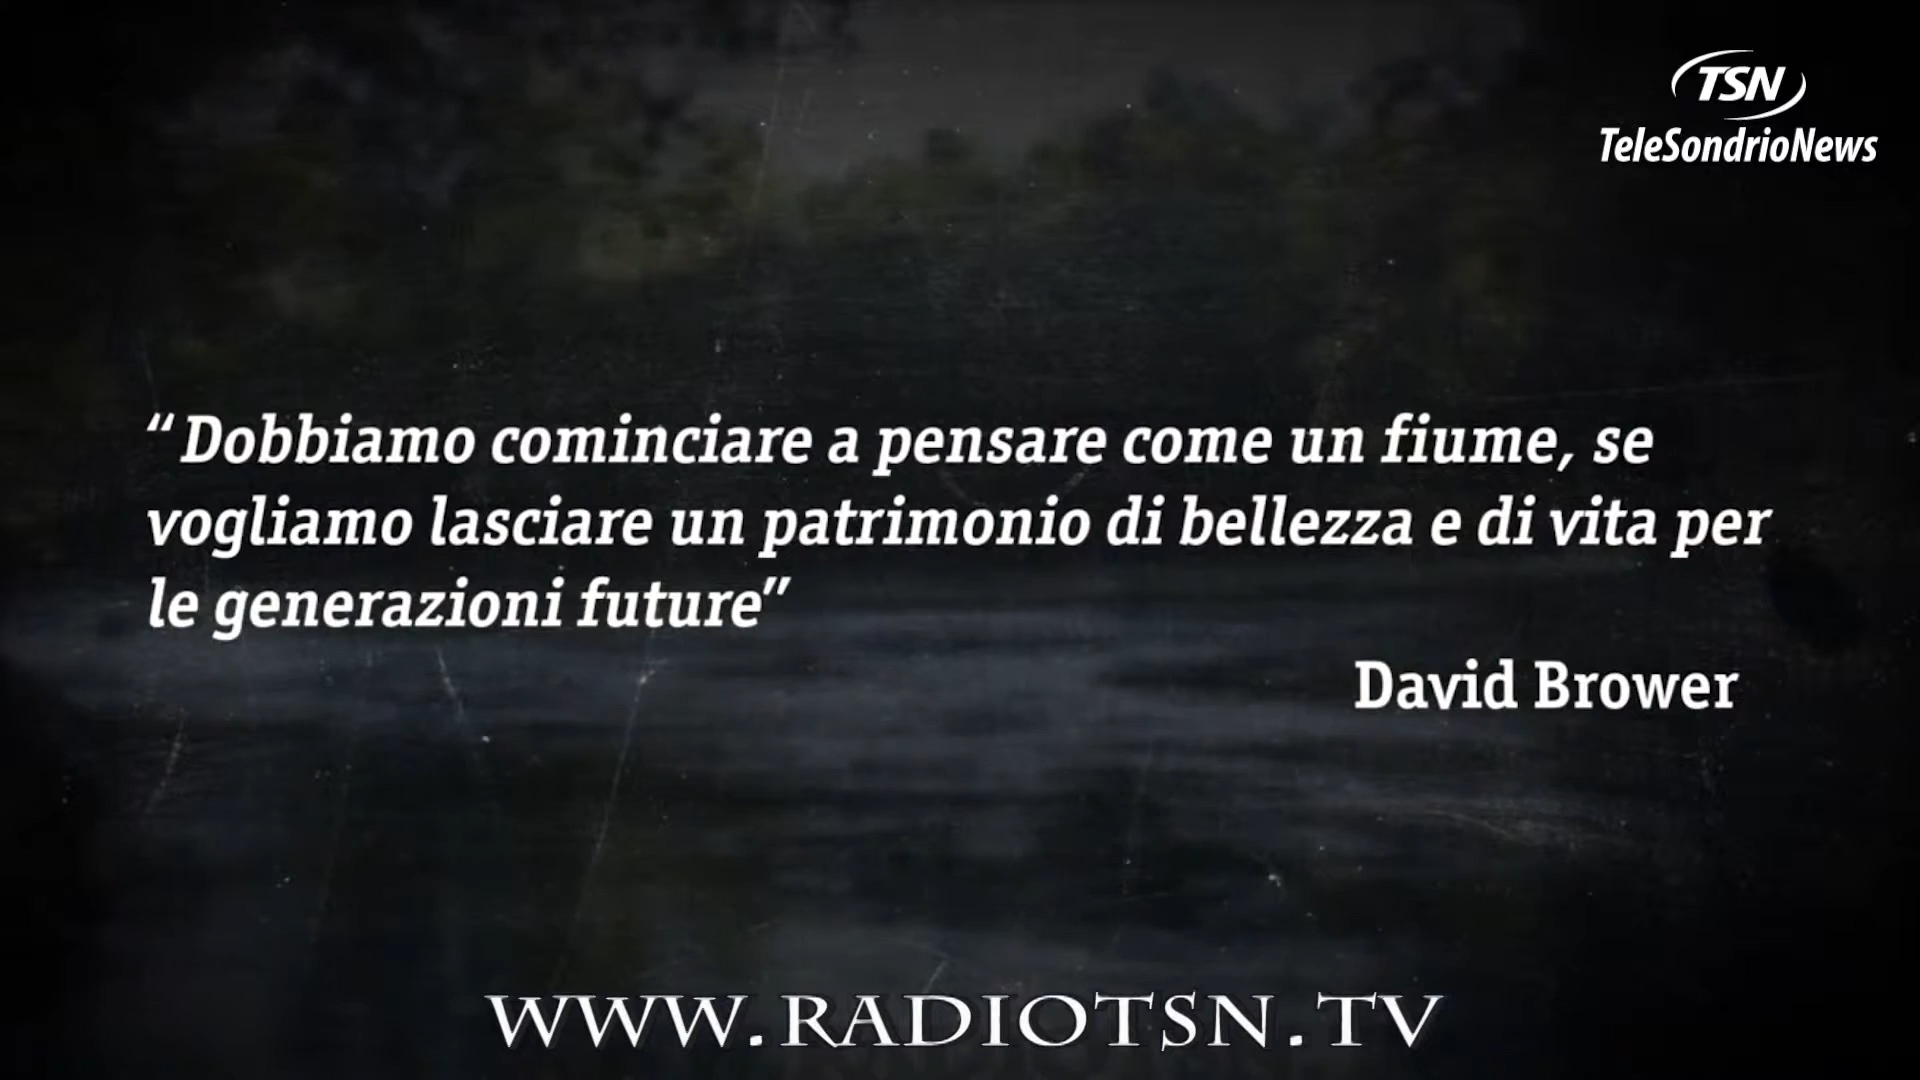 TSN
TeleSondrioNews
“Dobbiamo cominciare a pensare come un fiume, se
vogliamo lasciare un patrimonio di bellezza e di vita per
le generazioni future”
David Brower
WWW.RADIOTSN.TV